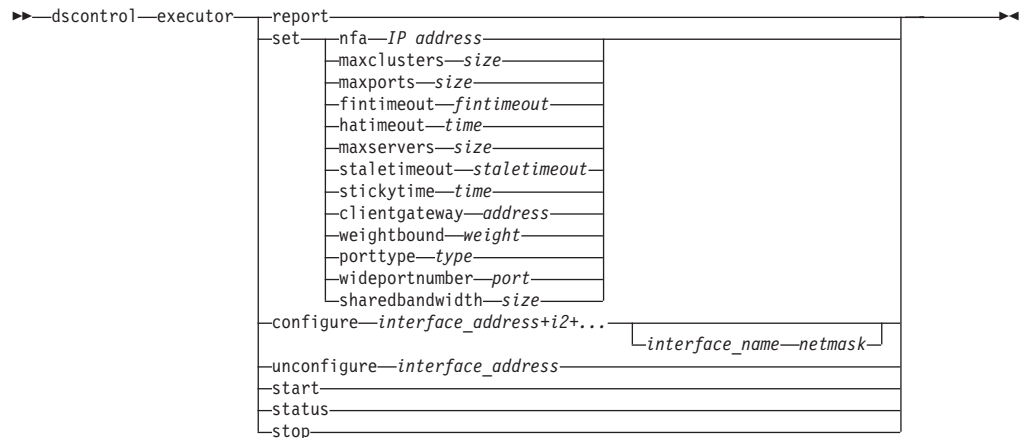 dscontrol executor report
set nfa IP address
maxclusters size
maxports size
fintimeout fintimeout
hatimeout time
maxservers size
staletimeout staletimeout
stickytime time
clientgateway address
weightbound weight
porttype type
wideportnumber port
sharedbandwidth size
configure interface_address+i2+...
interface_name netmask
unconfigure interface_address
start
status
stop